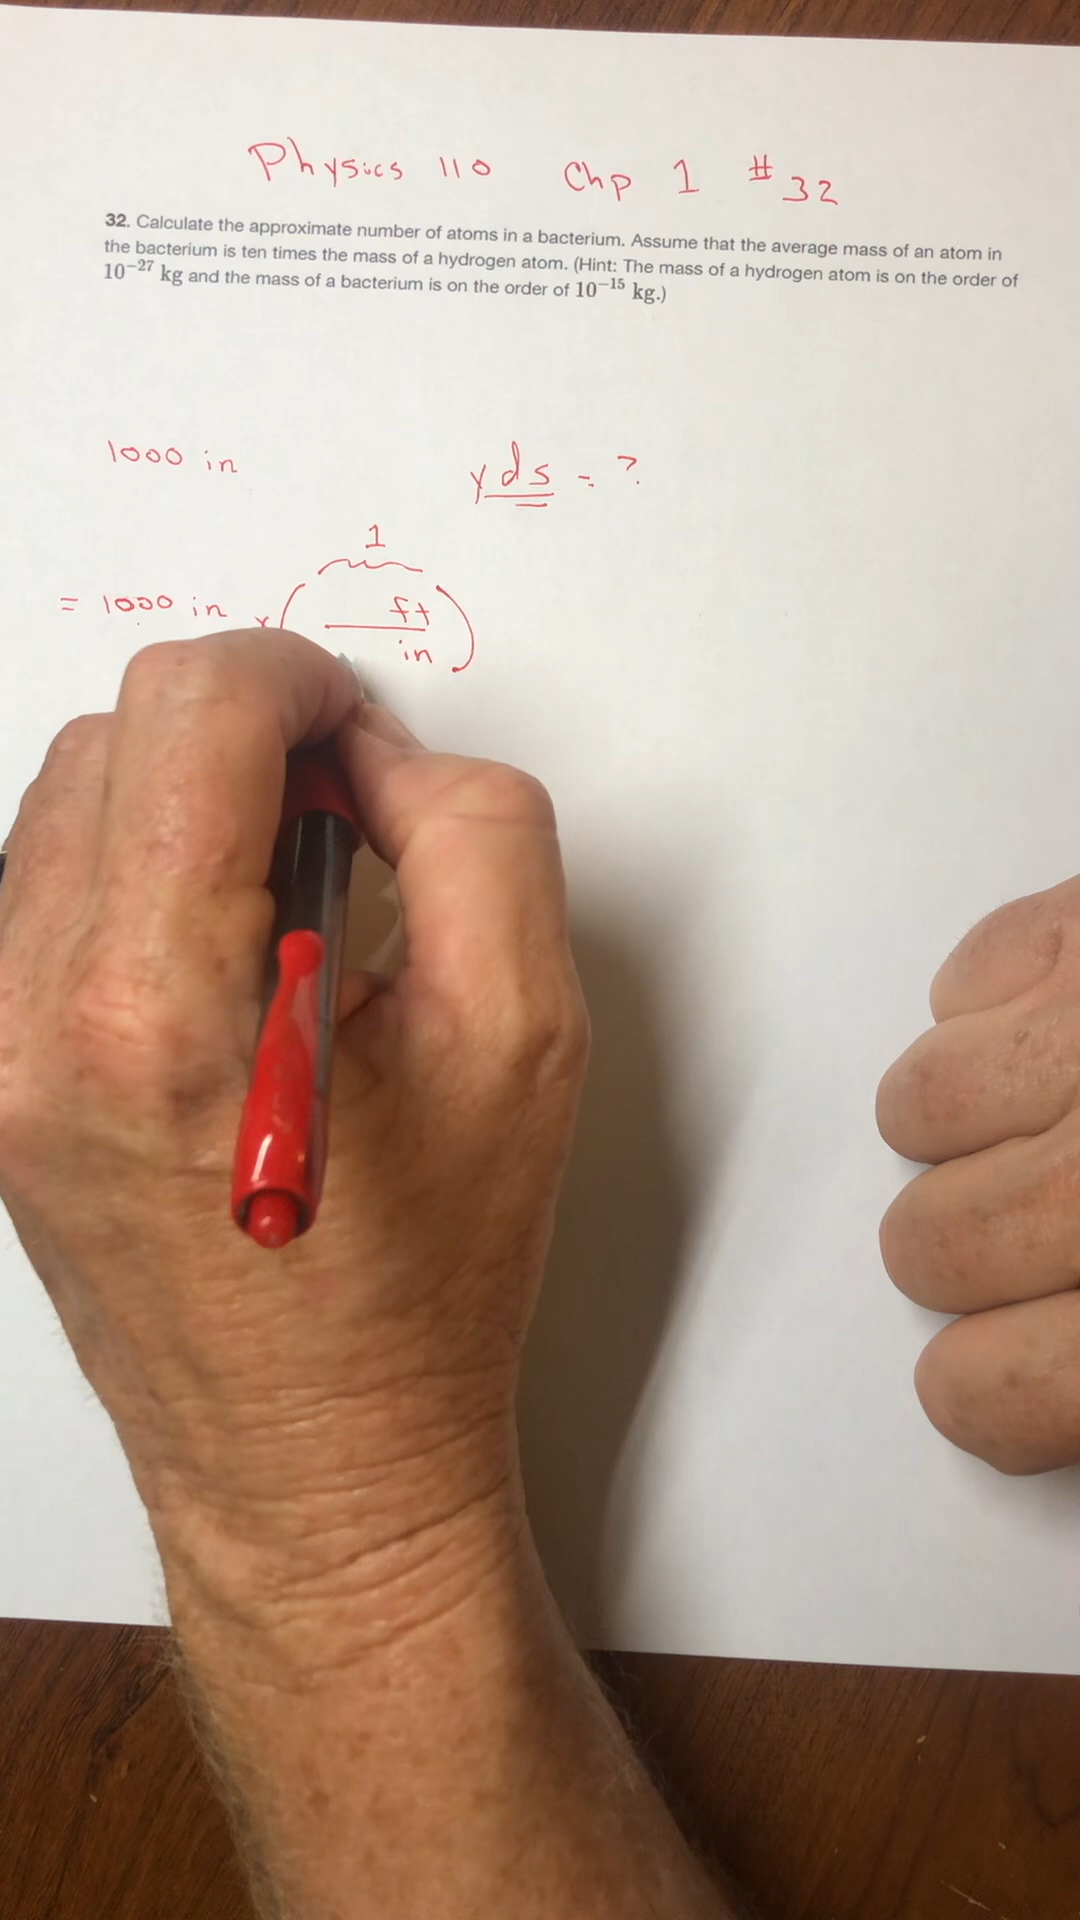 Physics 110 Chp 1 # 32
32. Calculate the approximate number of atoms in a bacterium. Assume that the average mass of an atom in
the bacterium is ten times the mass of a hydrogen atom. (Hint: The mass of a hydrogen atom is on the order of
10⁻²⁷ kg and the mass of a bacterium is on the order of 10⁻¹⁵ kg.)
1000 in yds = ?
1
= 1000 in x ( ft
in )